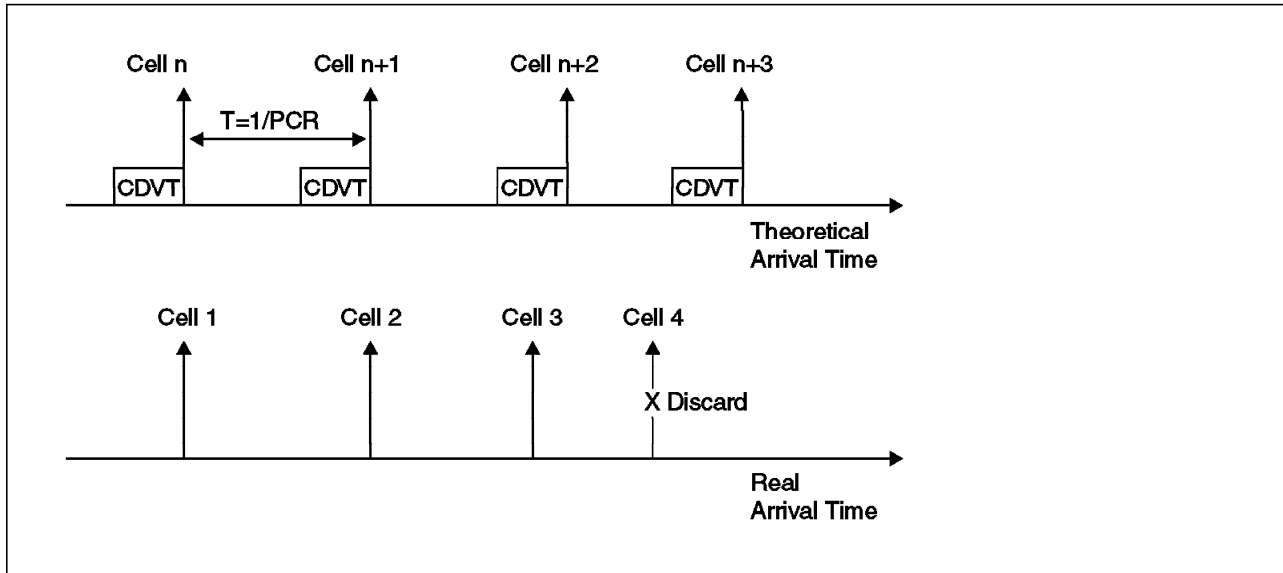 Cell n
Cell n+1
Cell n+2
Cell n+3
T=1/PCR
CDVT
CDVT
CDVT
CDVT
Theoretical
Arrival Time
Cell 1
Cell 2
Cell 3
Cell 4
X Discard
Real
Arrival Time